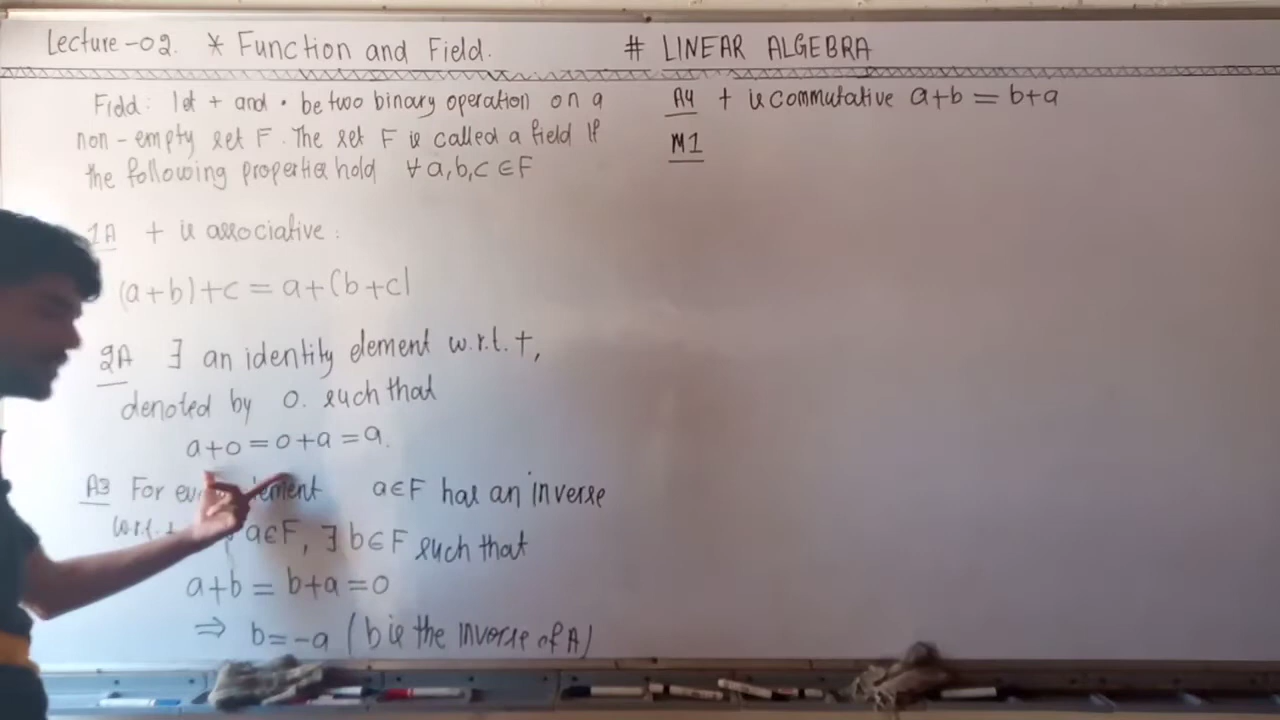 Lecture-02. * Function and Field. # LINEAR ALGEBRA
Field: let + and • be two binary operation on a
non-empty set F. The set F is called a field If
the following properties hold ∀ a,b,c ∈ F
1A + is associative:
(a+b)+c = a+(b+c)
2A ∃ an identity element w.r.t. +,
denoted by 0. such that
a+0 = 0+a = a.
A3 For element a∈F has an inverse
w.r.t. + a∈F, ∃ b∈F such that
a+b = b+a = 0
⇒ b = -a (b is the inverse of A)
A4 + is commutative a+b = b+a
M1